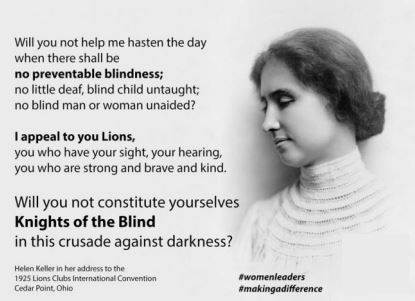 Will you not help me hasten the day
when there shall be
no preventable blindness;
no little deaf, blind child untaught;
no blind man or woman unaided?
I appeal to you Lions,
you who have your sight, your hearing,
you who are strong and brave and kind.
Will you not constitute yourselves
Knights of the Blind
in this crusade against darkness?
Helen Keller in her address to the
1925 Lions Clubs International Convention
Cedar Point, Ohio
#womenleaders
#makingadifference